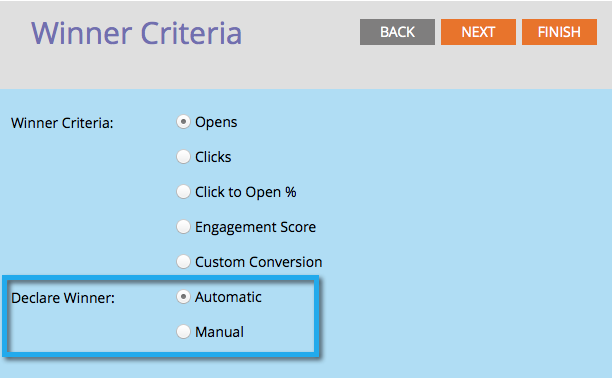 Winner Criteria
BACK
NEXT
FINISH
Winner Criteria:
Opens
Clicks
Click to Open %
Engagement Score
Custom Conversion
Declare Winner:
Automatic
Manual